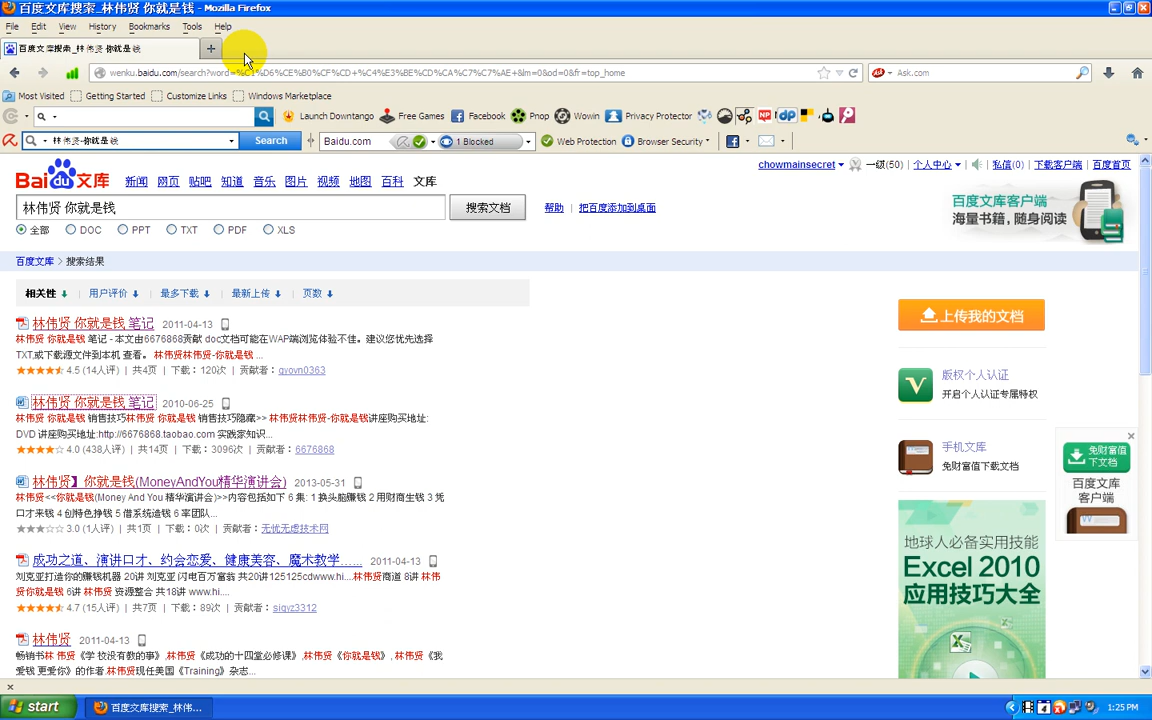 百度文库搜索_林伟贤 你就是钱 - Mozilla Firefox
File Edit View History Bookmarks Tools Help
百度文库搜索_林伟贤 你就是钱
wenku.baidu.com/search?word=%C1%D6%CE%B0%CF%CD+%C4%E3%BE%CD%CA%C7%C7%AE+&lm=0&od=0&fr=top_home
Ask.com
Most Visited Getting Started Customize Links Windows Marketplace
Launch Downtango Free Games Facebook Prop Wowin Privacy Protector NP dp
林伟贤-你就是钱 Search Baidu.com 1 Blocked Web Protection Browser Security
chowmainsecret 一级(50) 个人中心 私信(0) 下载客户端 百度首页
Bai du 文库 新闻 网页 贴吧 知道 音乐 图片 视频 地图 百科 文库
林伟贤 你就是钱 搜索文档 帮助 | 把百度添加到桌面
百度文库客户端
海量书籍，随身阅读
全部 DOC PPT TXT PDF XLS
百度文库 > 搜索结果
相关性 用户评价 最多下载 最新上传 页数
林伟贤 你就是钱 笔记 2011-04-13
林伟贤 你就是钱 笔记 - 本文由6676868贡献 doc文档可能在WAP端浏览体验不佳。建议您优先选择
TXT,或下载源文件到本机 查看。 林伟贤林伟贤-你就是钱 ...
4.5 (14人评) | 共4页 | 下载：120次 | 贡献者：qvovn0363
林伟贤 你就是钱 笔记 2010-06-25
林伟贤 你就是钱 销售技巧林伟贤 你就是钱 销售技巧隐藏>> 林伟贤林伟贤-你就是钱讲座购买地址:
DVD 讲座购买地址:http://6676868.taobao.com 实践家知识...
4.0 (438人评) | 共14页 | 下载：3096次 | 贡献者：6676868
林伟贤】你就是钱(MoneyAndYou精华演讲会) 2013-05-31
林伟贤<<你就是钱(Money And You 精华演讲会)>>内容包括如下 6 集: 1 换头脑赚钱 2 用财商生钱 3 凭
口才来钱 4 创特色挣钱 5 借系统造钱 6 率团队...
3.0 (1人评) | 共1页 | 下载：0次 | 贡献者：无忧无虑技术网
成功之道、演讲口才、约会恋爱、健康美容、魔术教学…… 2011-04-13
刘克亚打造你的赚钱机器 20讲 刘克亚 闪电百万富翁 共20讲125125cdwww.hi....林伟贤商道 8讲 林伟
贤你就是钱 6讲 林伟贤 资源整合 共18讲 www.hi....
4.7 (15人评) | 共7页 | 下载：89次 | 贡献者：siqyz3312
林伟贤 2011-04-13
畅销书林 伟贤《学 校没有教的事》,林伟贤《成功的十四堂必修课》,林伟贤《你就是钱》, 林伟贤《我
爱钱 更爱你》的作者.林伟贤现任美国《Training》杂志...
上传我的文档
版权个人认证
开启个人认证专属特权
手机文库
免财富值下载文档
免财富值
下文档
百度文库
客户端
地球人必备实用技能
Excel 2010
应用技巧大全
start 百度文库搜索_林伟... 1:25 PM